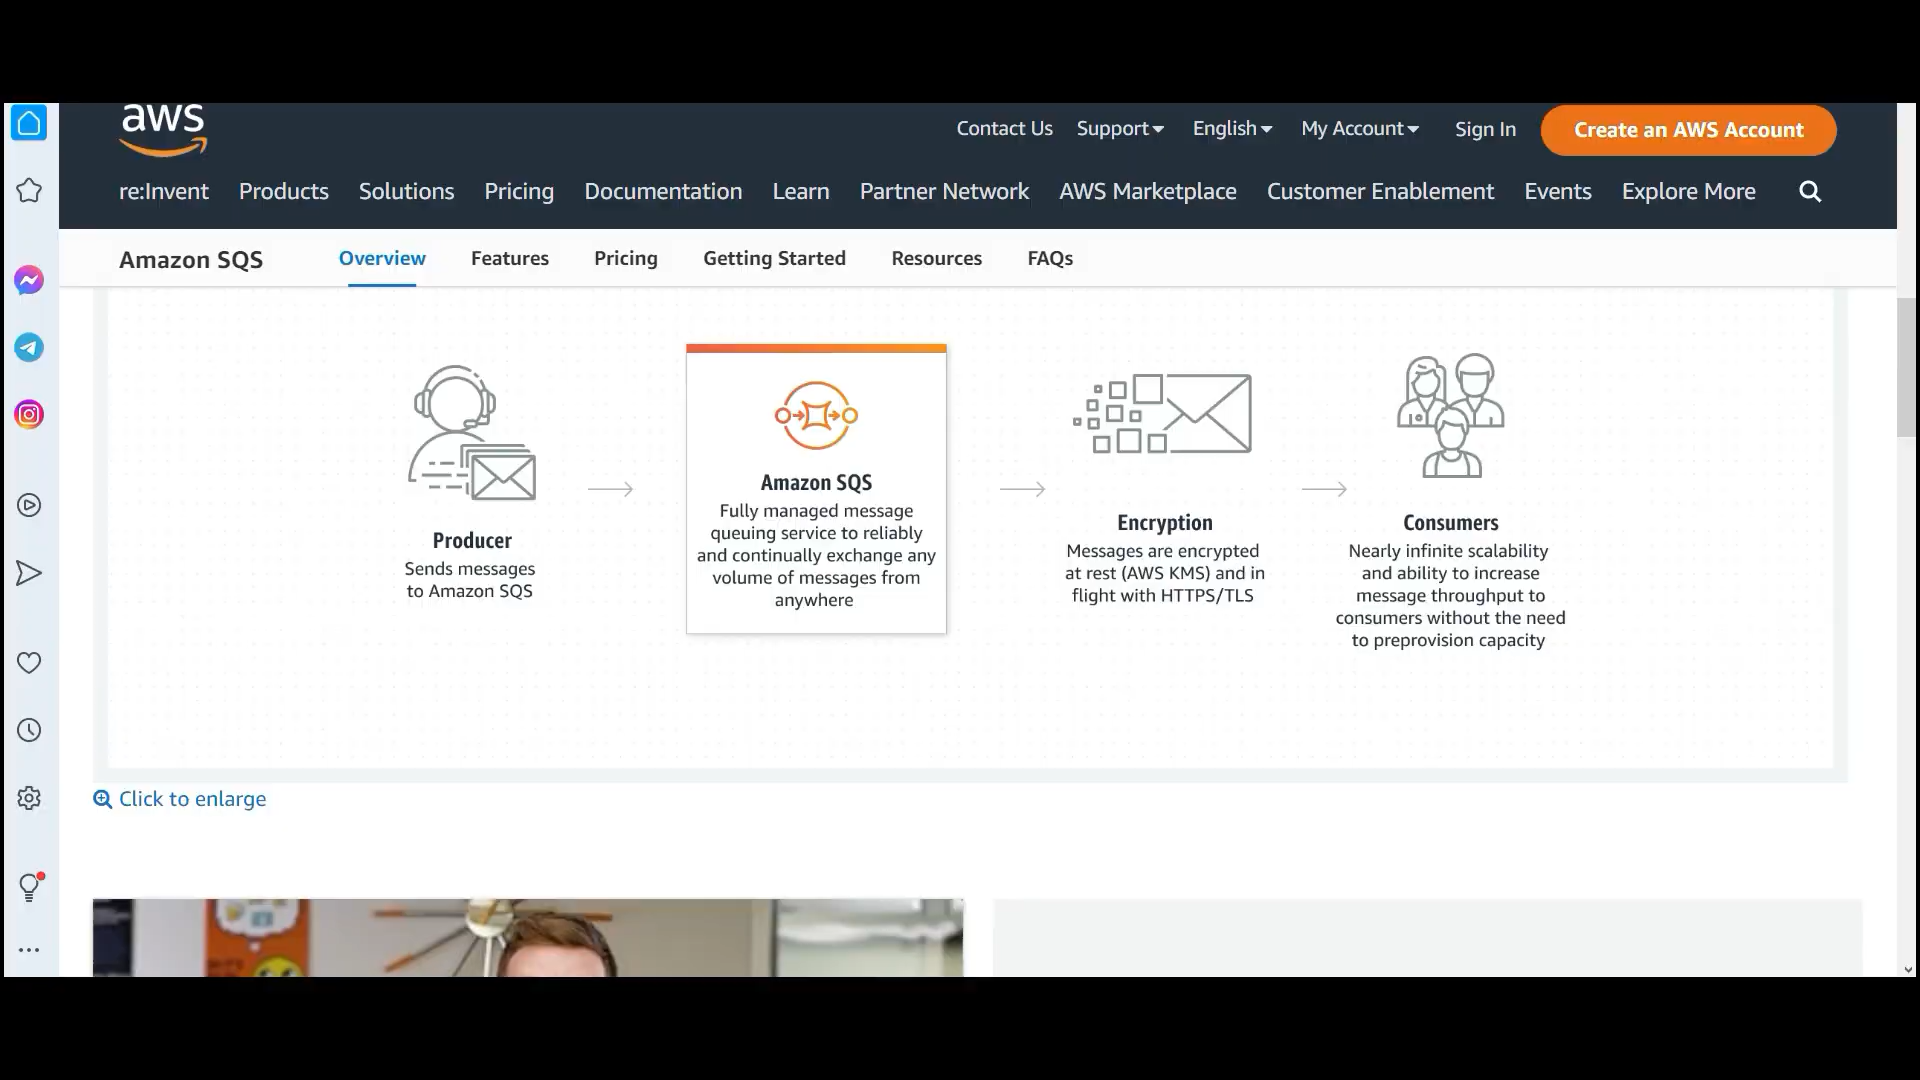 aws
Contact Us Support English My Account Sign In Create an AWS Account
re:Invent Products Solutions Pricing Documentation Learn Partner Network AWS Marketplace Customer Enablement Events Explore More
Amazon SQS Overview Features Pricing Getting Started Resources FAQs
Producer
Sends messages
to Amazon SQS
Amazon SQS
Fully managed message
queuing service to reliably
and continually exchange any
volume of messages from
anywhere
Encryption
Messages are encrypted
at rest (AWS KMS) and in
flight with HTTPS/TLS
Consumers
Nearly infinite scalability
and ability to increase
message throughput to
consumers without the need
to preprovision capacity
Click to enlarge